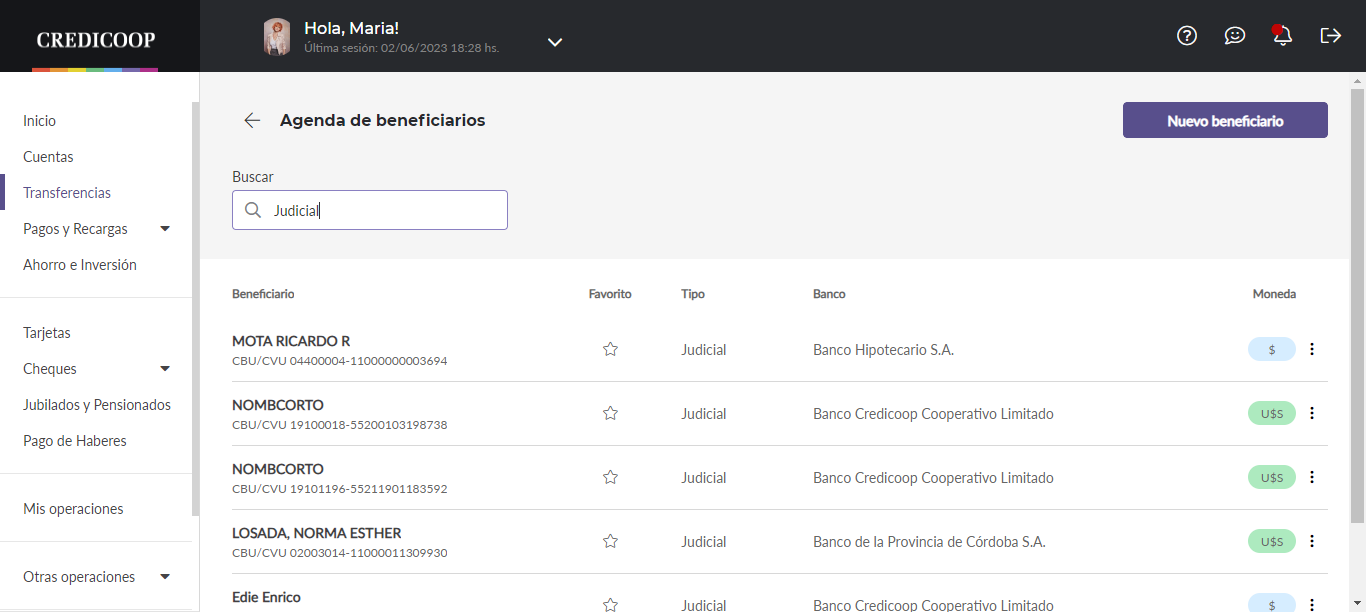 CREDICOOP
Hola, Maria!
Última sesión: 02/06/2023 18:28 hs.
Inicio
Cuentas
Transferencias
Pagos y Recargas
Ahorro e Inversión
Tarjetas
Cheques
Jubilados y Pensionados
Pago de Haberes
Mis operaciones
Otras operaciones
Agenda de beneficiarios
Nuevo beneficiario
Buscar
Judicial
Beneficiario Favorito Tipo Banco Moneda
MOTA RICARDO R
CBU/CVU 04400004-11000000003694
Judicial Banco Hipotecario S.A. $
NOMBCORTO
CBU/CVU 19100018-55200103198738
Judicial Banco Credicoop Cooperativo Limitado U$S
NOMBCORTO
CBU/CVU 19101196-55211901183592
Judicial Banco Credicoop Cooperativo Limitado U$S
LOSADA, NORMA ESTHER
CBU/CVU 02003014-11000011309930
Judicial Banco de la Provincia de Córdoba S.A. U$S
Edie Enrico
Judicial Banco Credicoop Cooperativo Limitado $